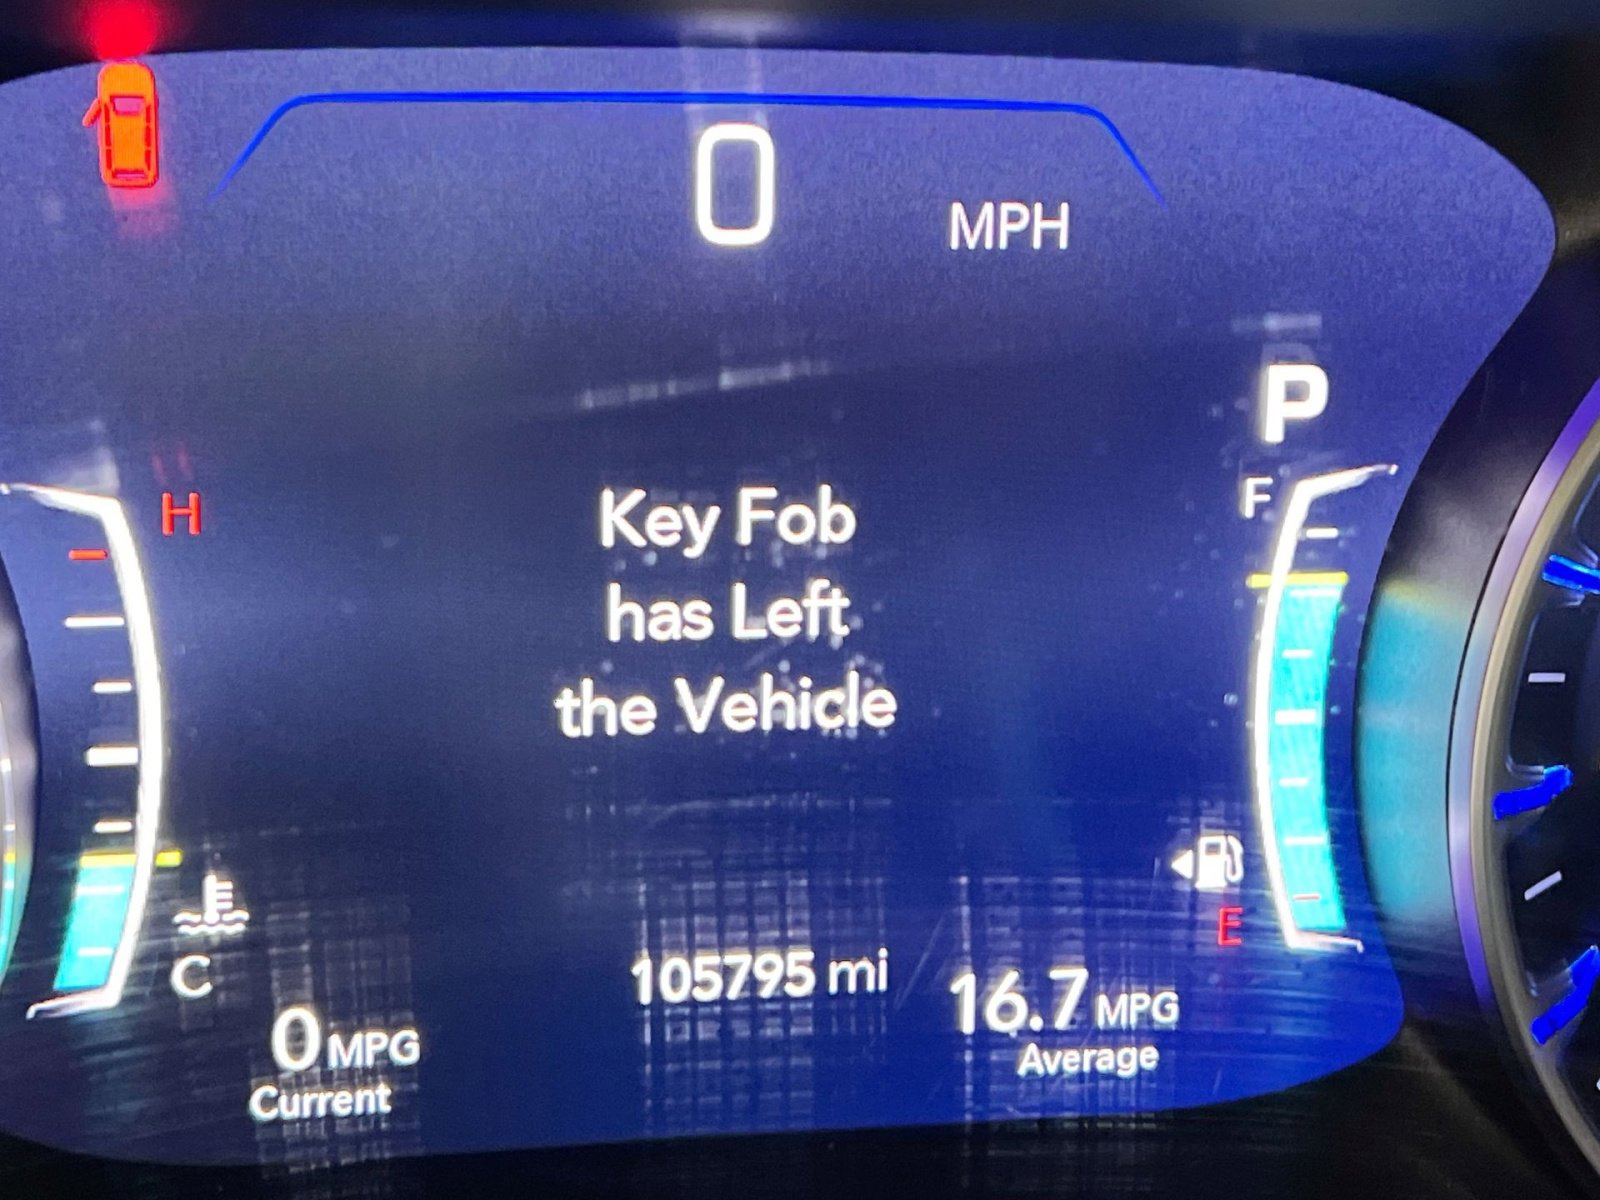 0
MPH
P
H
F
Key Fob
has Left
the Vehicle
E
C
105795 mi
16.7 MPG
Average
0 MPG
Current